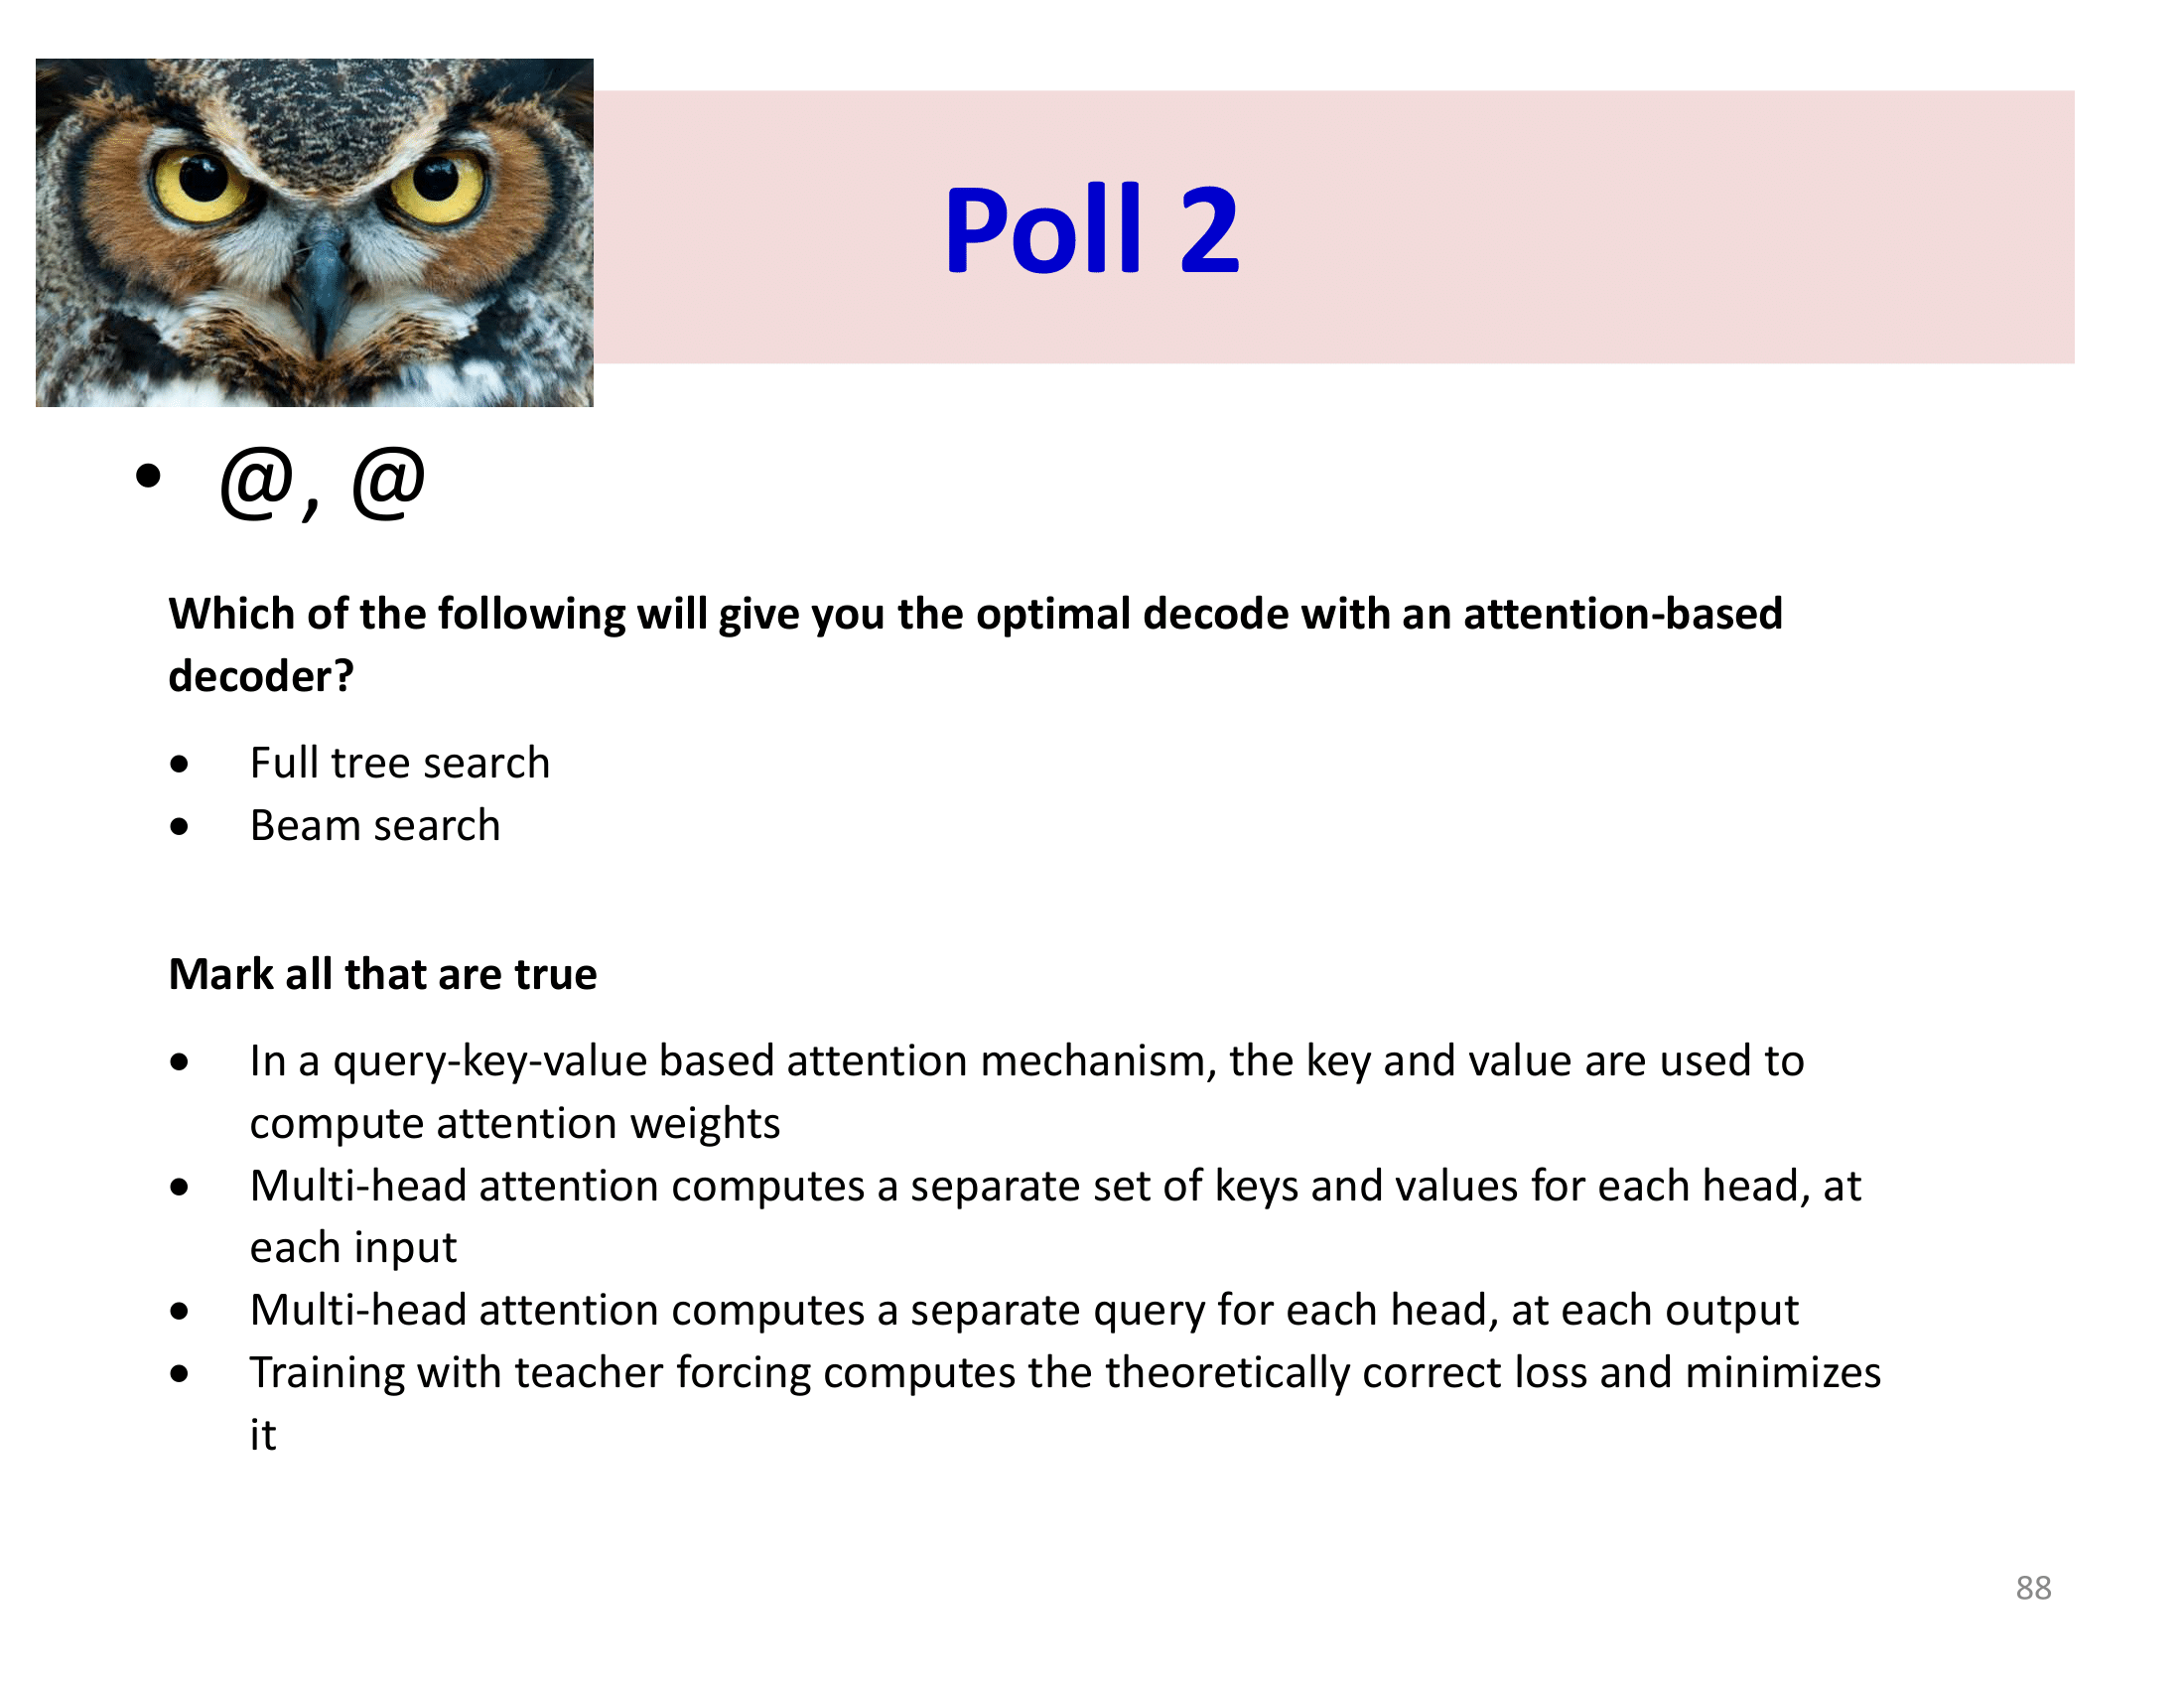 Poll 2
• @, @
Which of the following will give you the optimal decode with an attention-based
decoder?
• Full tree search
• Beam search
Mark all that are true
• In a query-key-value based attention mechanism, the key and value are used to
compute attention weights
• Multi-head attention computes a separate set of keys and values for each head, at
each input
• Multi-head attention computes a separate query for each head, at each output
• Training with teacher forcing computes the theoretically correct loss and minimizes
it
88